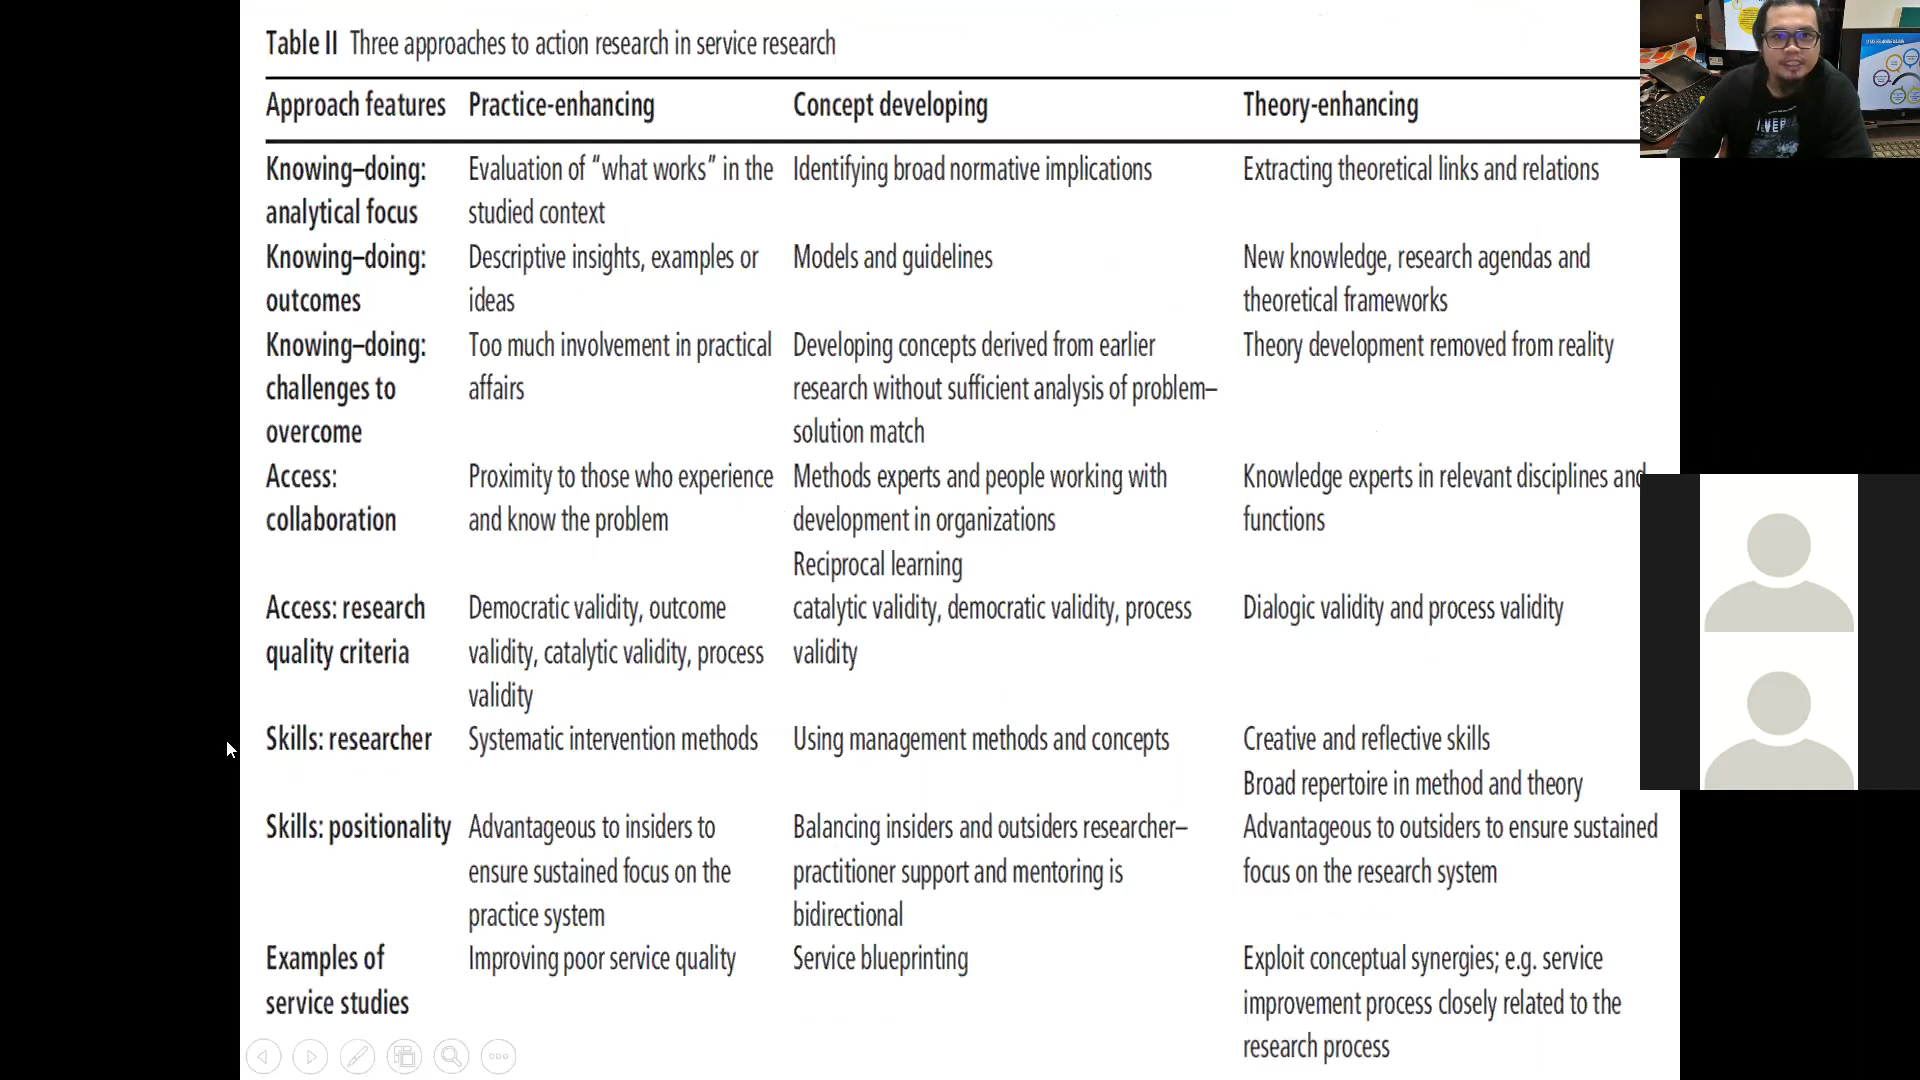 Table II Three approaches to action research in service research
Approach features Practice-enhancing Concept developing Theory-enhancing
Knowing–doing: Evaluation of “what works” in the Identifying broad normative implications Extracting theoretical links and relations
analytical focus studied context
Knowing–doing: Descriptive insights, examples or Models and guidelines New knowledge, research agendas and
outcomes ideas theoretical frameworks
Knowing–doing: Too much involvement in practical Developing concepts derived from earlier Theory development removed from reality
challenges to affairs research without sufficient analysis of problem–
overcome solution match
Access: Proximity to those who experience Methods experts and people working with Knowledge experts in relevant disciplines and
collaboration and know the problem development in organizations functions
Reciprocal learning
Access: research Democratic validity, outcome catalytic validity, democratic validity, process Dialogic validity and process validity
quality criteria validity, catalytic validity, process validity
validity
Skills: researcher Systematic intervention methods Using management methods and concepts Creative and reflective skills
Broad repertoire in method and theory
Skills: positionality Advantageous to insiders to Balancing insiders and outsiders researcher– Advantageous to outsiders to ensure sustained
ensure sustained focus on the practitioner support and mentoring is focus on the research system
practice system bidirectional
Examples of Improving poor service quality Service blueprinting Exploit conceptual synergies; e.g. service
service studies improvement process closely related to the
research process